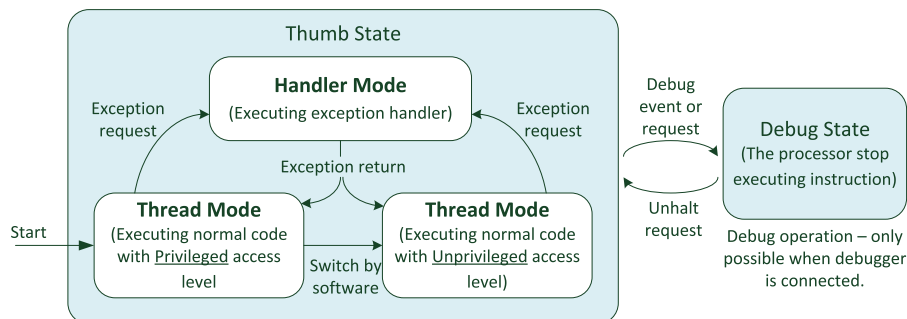 Thumb State
Handler Mode
(Executing exception handler)
Exception
request
Exception
request
Exception return
Start
Thread Mode
(Executing normal code
with Privileged access
level
Switch by
software
Thread Mode
(Executing normal code
with Unprivileged access
level)
Debug
event or
request
Unhalt
request
Debug State
(The processor stop
executing instruction)
Debug operation – only
possible when debugger
is connected.